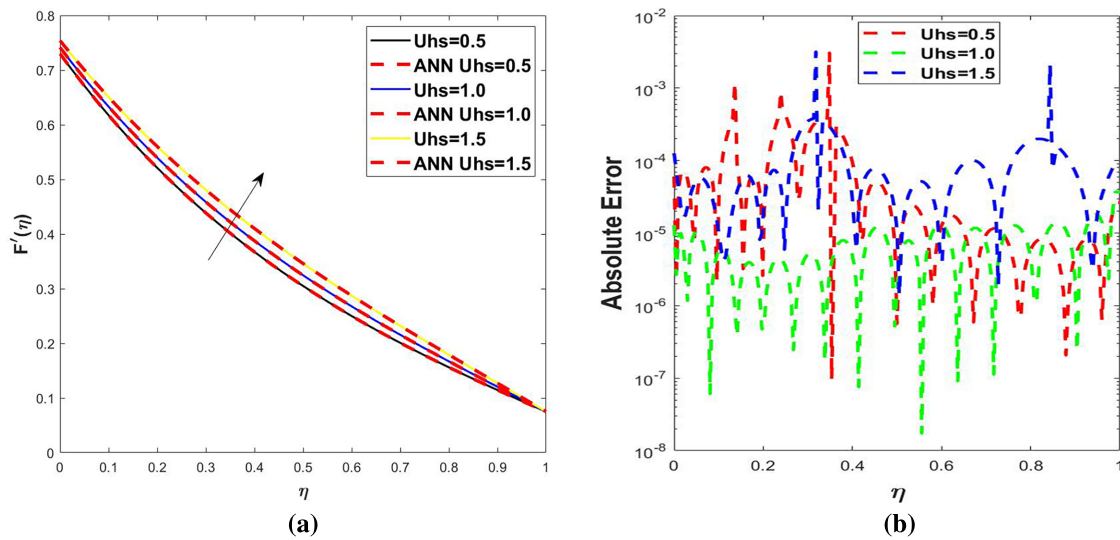 0.8
0.7
0.6
0.5
0.4
0.3
0.2
0.1
0
F′(η)
0 0.1 0.2 0.3 0.4 0.5 0.6 0.7 0.8 0.9 1
η
Uhs=0.5
ANN Uhs=0.5
Uhs=1.0
ANN Uhs=1.0
Uhs=1.5
ANN Uhs=1.5
(a)
10⁻²
10⁻³
10⁻⁴
10⁻⁵
10⁻⁶
10⁻⁷
10⁻⁸
Absolute Error
0 0.2 0.4 0.6 0.8 1
η
Uhs=0.5
Uhs=1.0
Uhs=1.5
(b)